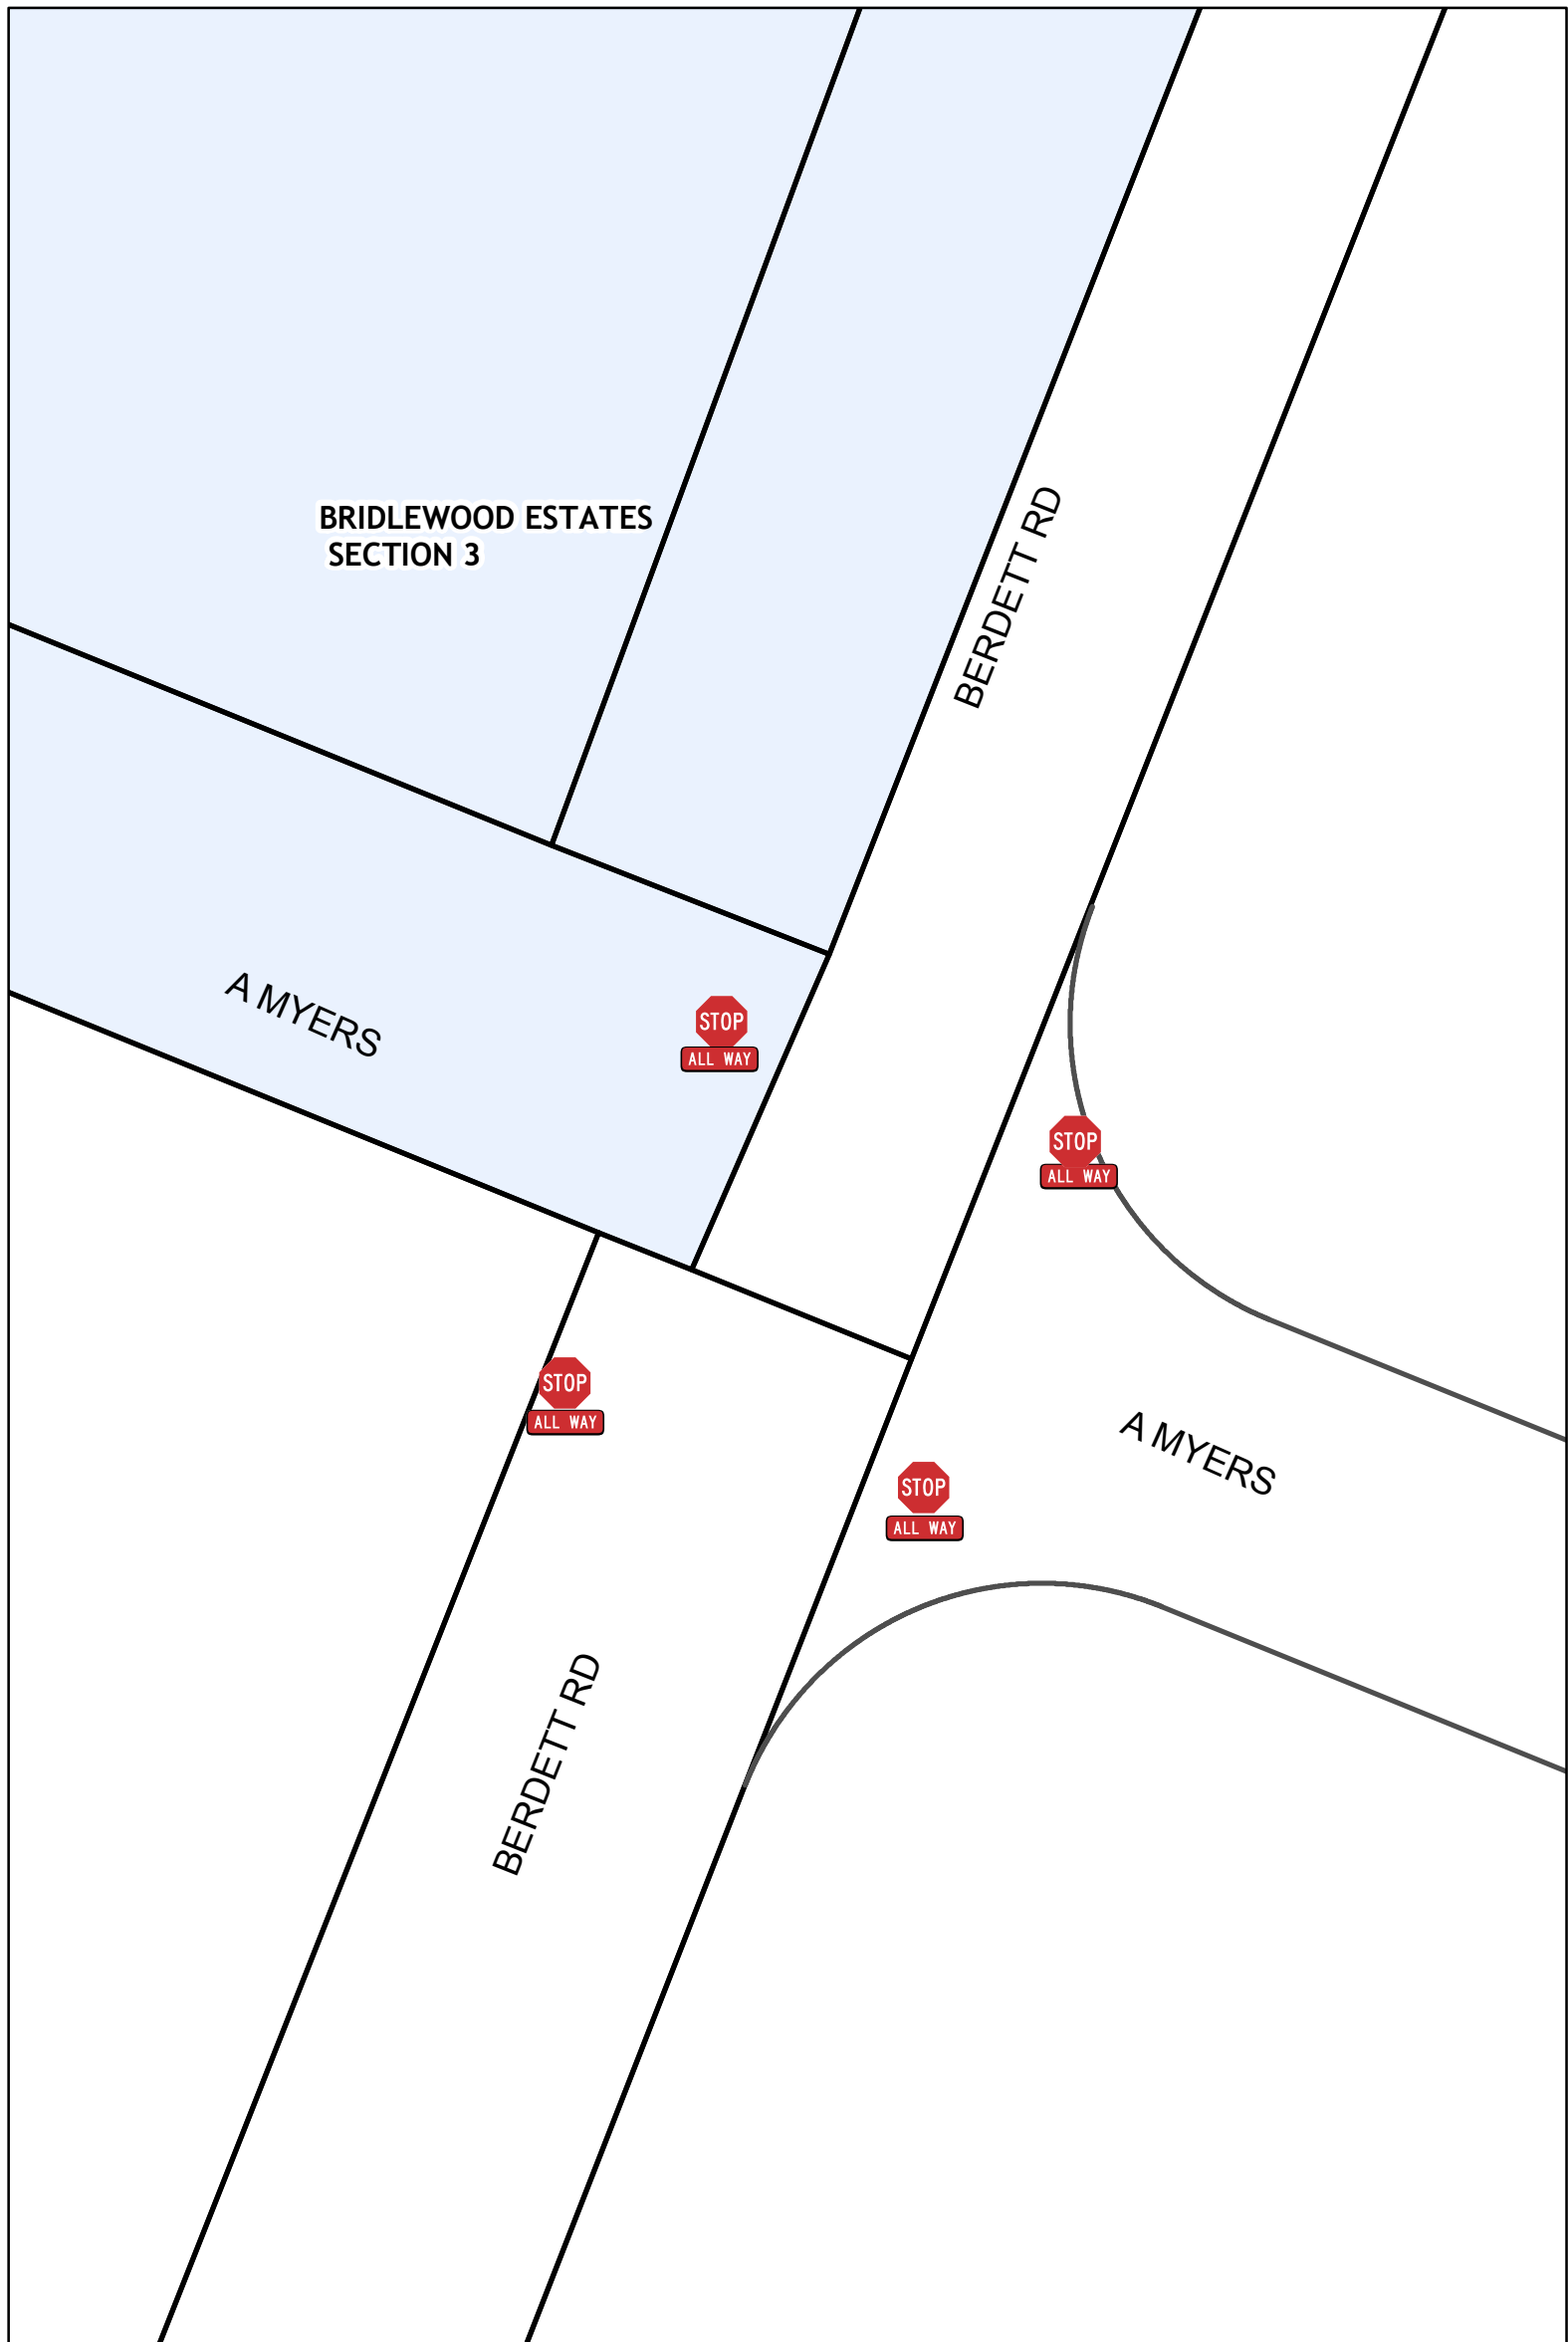 BRIDLEWOOD ESTATES
SECTION 3
BERDETT RD
A MYERS
STOP
ALL WAY
STOP
ALL WAY
STOP
ALL WAY
A MYERS
STOP
ALL WAY
BERDETT RD